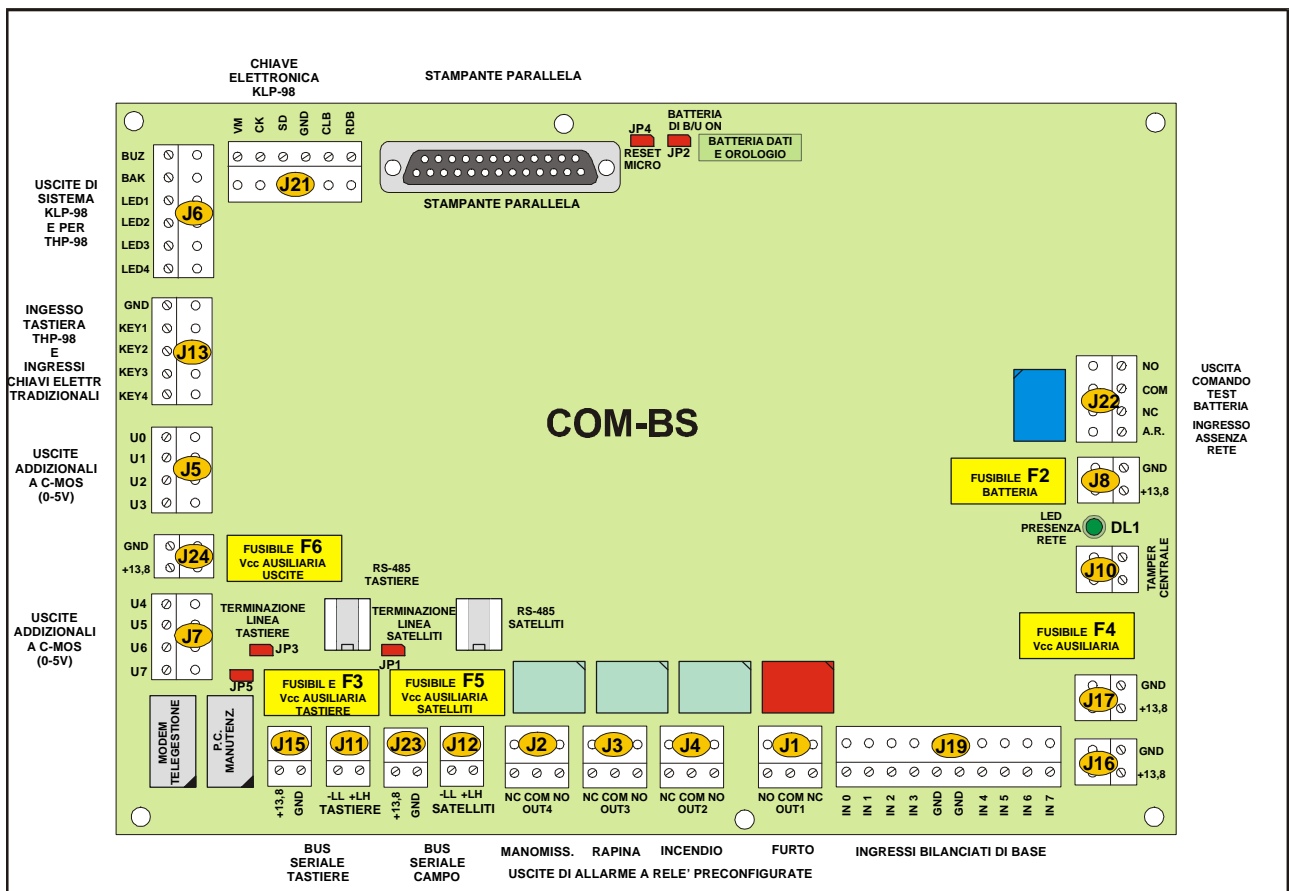 CHIAVE
ELETTRONICA
KLP-98
STAMPANTE PARALLELA
VM
CK
SD
GND
CLB
RDB
J21
STAMPANTE PARALLELA
JP4
RESET
MICRO
BATTERIA
DI B/U ON
JP2
BATTERIA DATI
E OROLOGIO
USCITE DI
SISTEMA
KLP-98
E PER
THP-98
BUZ
BAK
LED1
LED2
LED3
LED4
J6
INGESSO
TASTIERA
THP-98
E
INGRESSI
CHIAVI ELETTR
TRADIZIONALI
GND
KEY1
KEY2
KEY3
KEY4
J13
COM-BS
NO
COM
NC
A.R.
J22
USCITA
COMANDO
TEST
BATTERIA
INGRESSO
ASSENZA
RETE
USCITE
ADDIZIONALI
A C-MOS
(0-5V)
U0
U1
U2
U3
J5
FUSIBILE F2
BATTERIA
J8
GND
+13,8
LED
PRESENZA
RETE
DL1
J10
TAMPER
CENTRALE
GND
+13,8
J24
FUSIBILE F6
Vcc AUSILIARIA
USCITE
RS-485
TASTIERE
USCITE
ADDIZIONALI
A C-MOS
(0-5V)
U4
U5
U6
U7
J7
TERMINAZIONE
LINEA
TASTIERE
JP3
TERMINAZIONE
LINEA
SATELLITI
JP1
RS-485
SATELLITI
FUSIBILE F4
Vcc AUSILIARIA
JP5
FUSIBIL E F3
Vcc AUSILIARIA
TASTIERE
FUSIBILE F5
Vcc AUSILIARIA
SATELLITI
J17
GND
+13,8
MODEM
TELEGESTIONE
P.C.
MANUTENZ.
J15
J11
J23
J12
J2
J3
J4
J1
J19
J16
GND
+13,8
+13,8
GND
-LL +LH
TASTIERE
+13,8
GND
-LL +LH
SATELLITI
NC COM NO
OUT4
NC COM NO
OUT3
NC COM NO
OUT2
NO COM NC
OUT1
IN 0
IN 1
IN 2
IN 3
GND
GND
IN 4
IN 5
IN 6
IN 7
BUS
SERIALE
TASTIERE
BUS
SERIALE
CAMPO
MANOMISS.
RAPINA
INCENDIO
FURTO
INGRESSI BILANCIATI DI BASE
USCITE DI ALLARME A RELE' PRECONFIGURATE